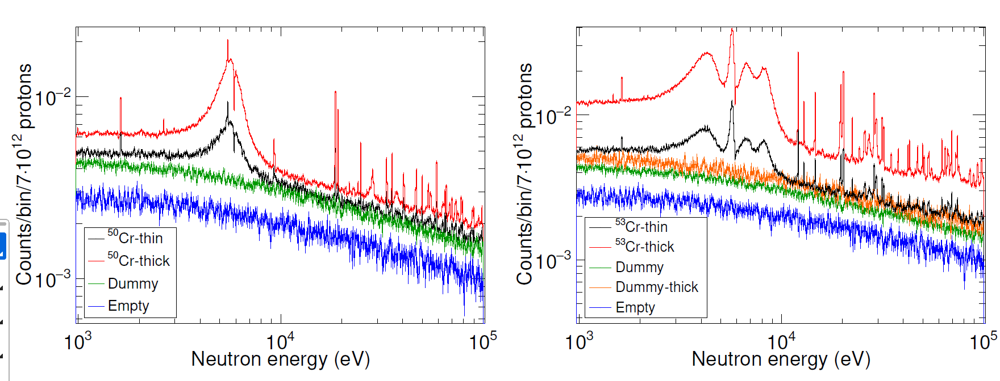 Counts/bin/7·10¹² protons
10⁻²
10⁻³
⁵⁰Cr-thin
⁵⁰Cr-thick
Dummy
Empty
10³
10⁴
10⁵
Neutron energy (eV)
Counts/bin/7·10¹² protons
10⁻²
10⁻³
⁵³Cr-thin
⁵³Cr-thick
Dummy
Dummy-thick
Empty
10³
10⁴
10⁵
Neutron energy (eV)